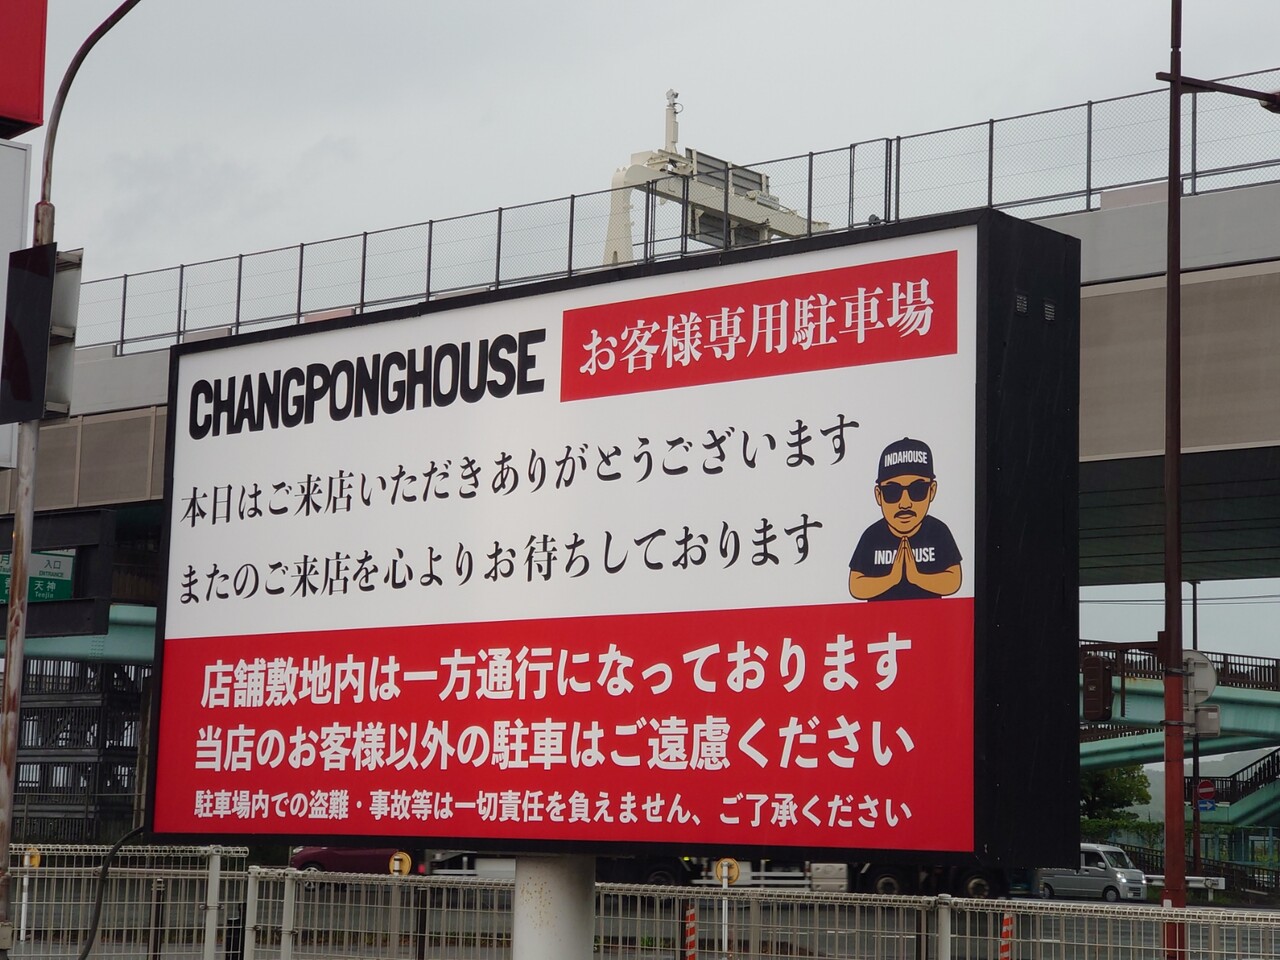 CHANGPONGHOUSE
お客様専用駐車場
本日はご来店いただきありがとうございます
またのご来店を心よりお待ちしております
INDAHOUSE
店舗敷地内は一方通行になっております
当店のお客様以外の駐車はご遠慮ください
駐車場内での盗難・事故等は一切責任を負えません、ご了承ください
入口
ENTRANCE
天神
Tenjin